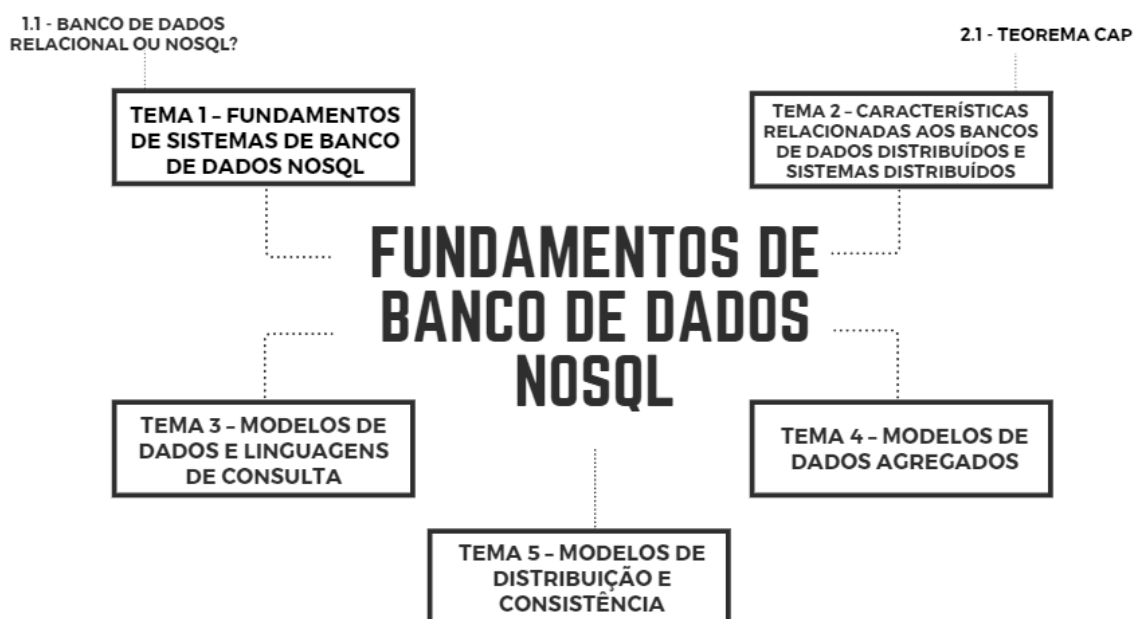 1.1 - BANCO DE DADOS
RELACIONAL OU NOSQL?
2.1 - TEOREMA CAP
TEMA 1 – FUNDAMENTOS
DE SISTEMAS DE BANCO
DE DADOS NOSQL
TEMA 2 – CARACTERÍSTICAS
RELACIONADAS AOS BANCOS
DE DADOS DISTRIBUÍDOS E
SISTEMAS DISTRIBUÍDOS
FUNDAMENTOS DE
BANCO DE DADOS
NOSQL
TEMA 3 – MODELOS DE
DADOS E LINGUAGENS
DE CONSULTA
TEMA 4 – MODELOS DE
DADOS AGREGADOS
TEMA 5 – MODELOS DE
DISTRIBUIÇÃO E
CONSISTÊNCIA